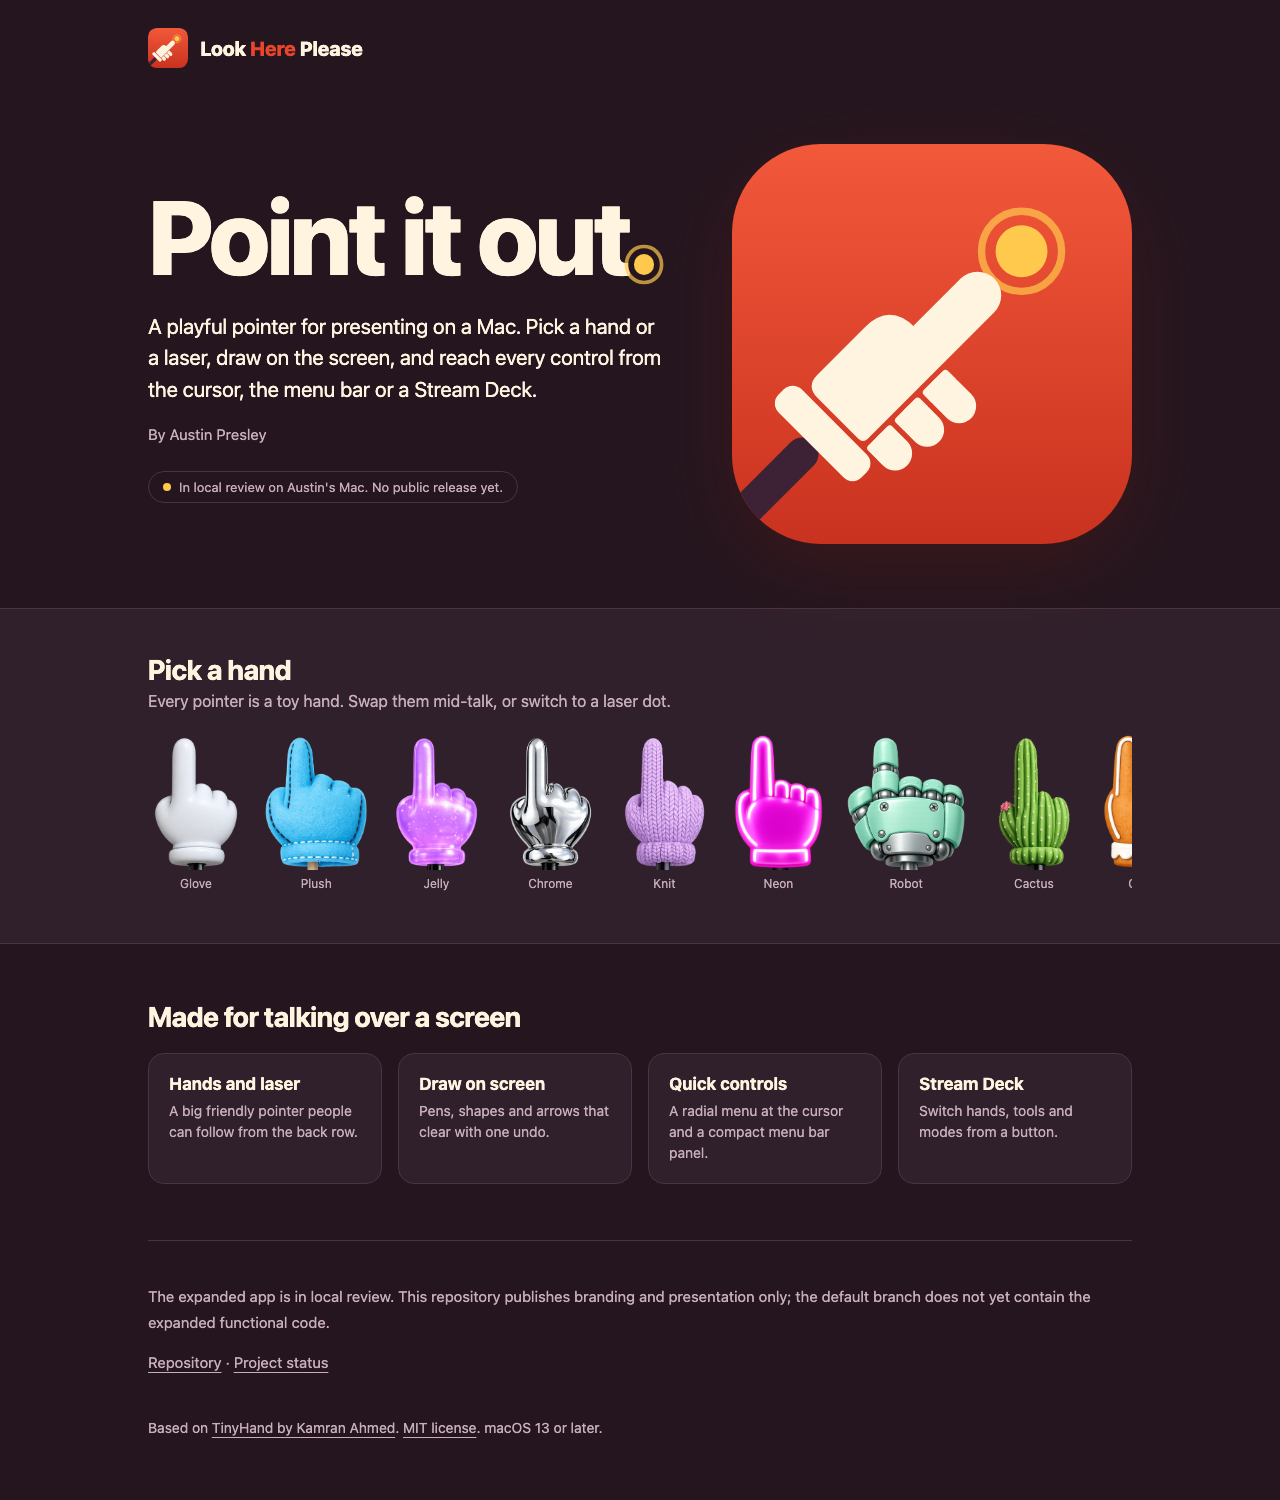 Look Here Please
Point it out
A playful pointer for presenting on a Mac. Pick a hand or
a laser, draw on the screen, and reach every control from
the cursor, the menu bar or a Stream Deck.
By Austin Presley
In local review on Austin's Mac. No public release yet.
Pick a hand
Every pointer is a toy hand. Swap them mid-talk, or switch to a laser dot.
Glove
Plush
Jelly
Chrome
Knit
Neon
Robot
Cactus
Made for talking over a screen
Hands and laser
A big friendly pointer people
can follow from the back row.
Draw on screen
Pens, shapes and arrows that
clear with one undo.
Quick controls
A radial menu at the cursor
and a compact menu bar
panel.
Stream Deck
Switch hands, tools and
modes from a button.
The expanded app is in local review. This repository publishes branding and presentation only; the default branch does not yet contain the
expanded functional code.
Repository · Project status
Based on TinyHand by Kamran Ahmed. MIT license. macOS 13 or later.